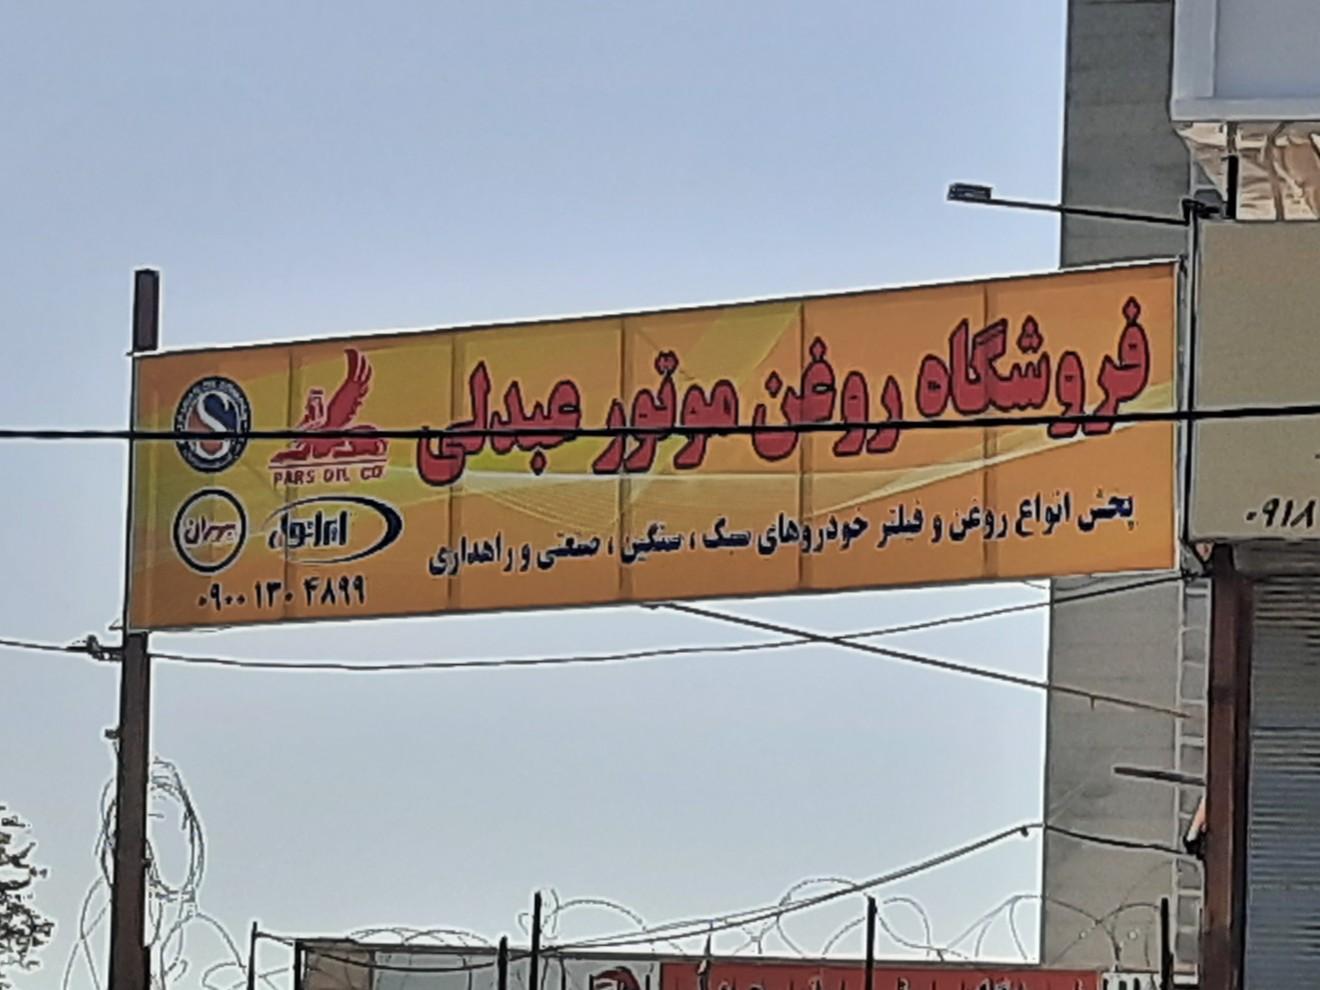 فروشگاه روغن موتور عبدلی
پخش انواع روغن و فیلتر خودروهای سبک ، سنگین ، صنعتی و راهداری
PARS OIL CO
بهران
ایرانول
۰۹۰۰ ۱۳۰ ۴۸۹۹
۰۹۱۸